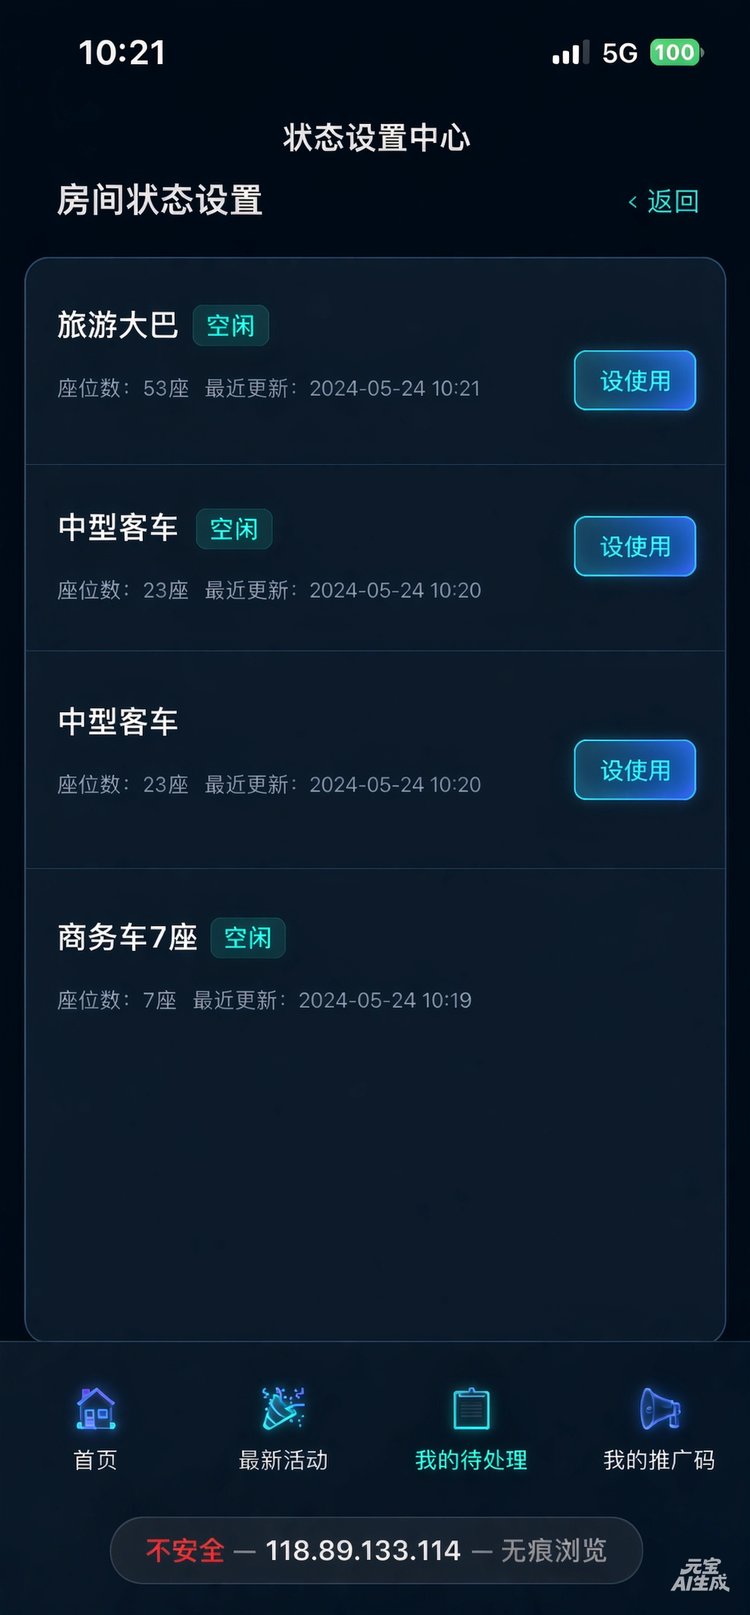 10:21 5G 100
状态设置中心
房间状态设置 < 返回
旅游大巴 空闲
座位数：53座 最近更新：2024-05-24 10:21
设使用
中型客车 空闲
座位数：23座 最近更新：2024-05-24 10:20
设使用
中型客车
座位数：23座 最近更新：2024-05-24 10:20
设使用
商务车7座 空闲
座位数：7座 最近更新：2024-05-24 10:19
首页 最新活动 我的待处理 我的推广码
不安全 — 118.89.133.114 — 无痕浏览
元宝
AI生成